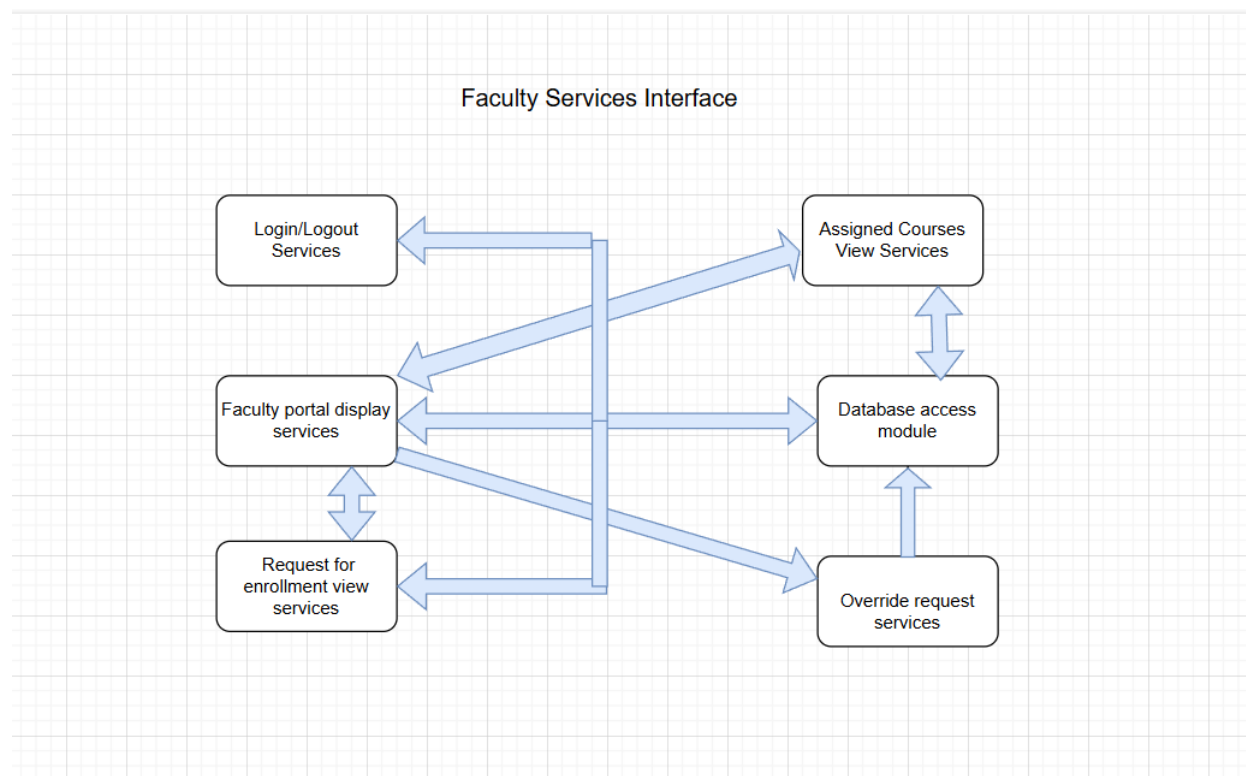 Faculty Services Interface
Login/Logout
Services
Assigned Courses
View Services
Faculty portal display
services
Database access
module
Request for
enrollment view
services
Override request
services